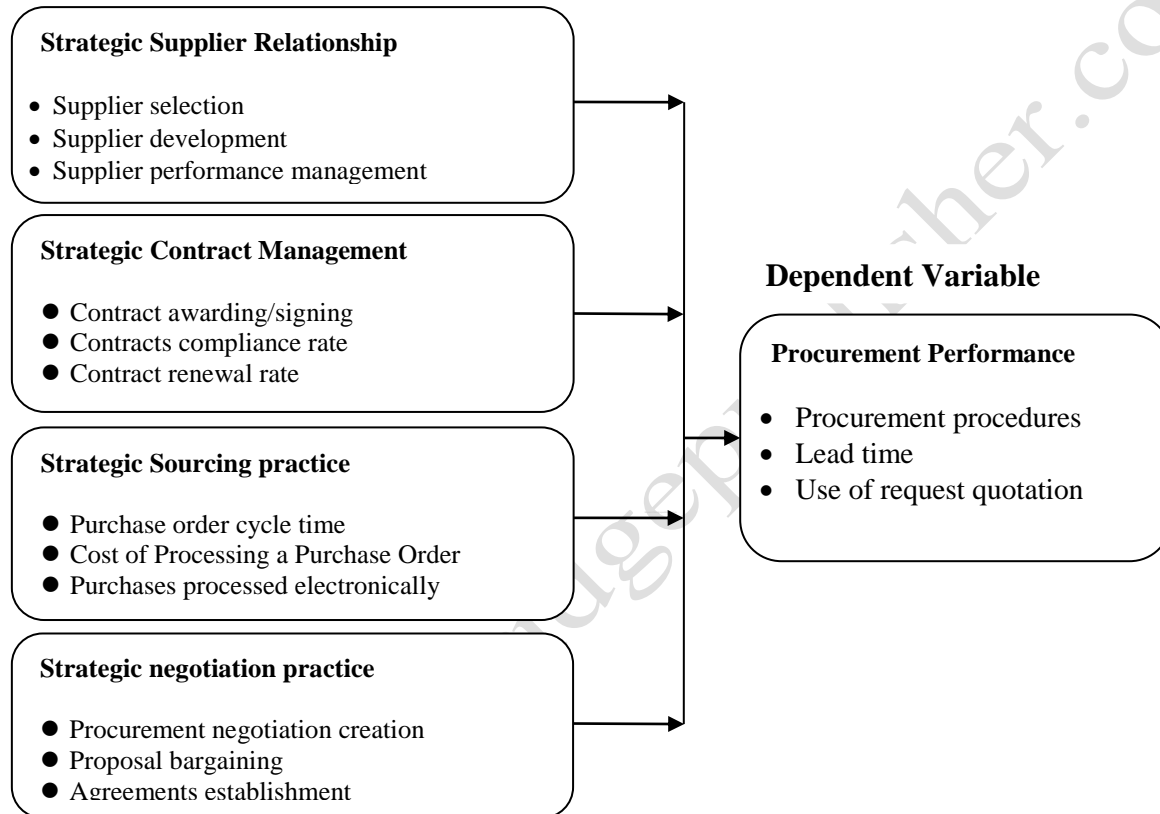 Strategic Supplier Relationship
• Supplier selection
• Supplier development
• Supplier performance management
Strategic Contract Management
● Contract awarding/signing
● Contracts compliance rate
● Contract renewal rate
Strategic Sourcing practice
● Purchase order cycle time
● Cost of Processing a Purchase Order
● Purchases processed electronically
Strategic negotiation practice
● Procurement negotiation creation
● Proposal bargaining
● Agreements establishment
Dependent Variable
Procurement Performance
• Procurement procedures
• Lead time
• Use of request quotation